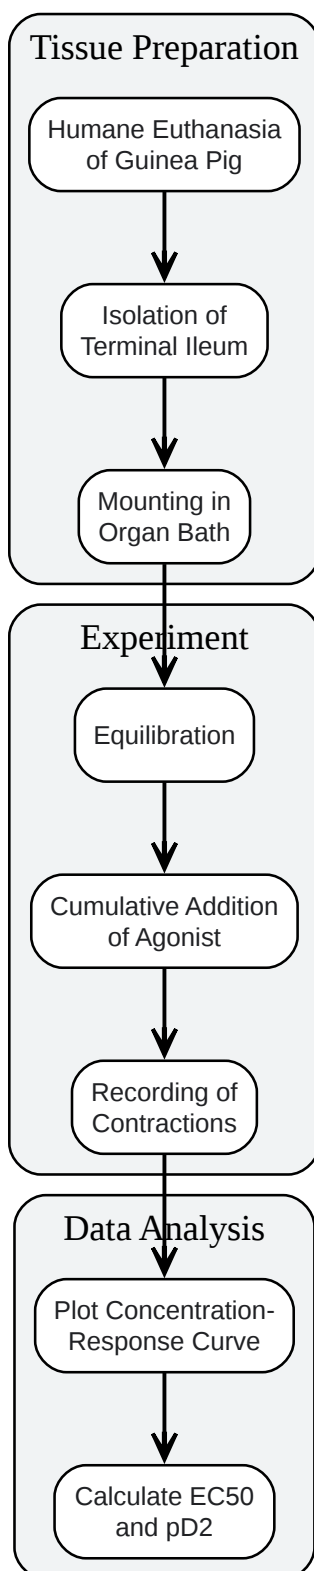 Tissue Preparation
Humane Euthanasia
of Guinea Pig
Isolation of
Terminal Ileum
Mounting in
Organ Bath
Experiment
Equilibration
Cumulative Addition
of Agonist
Recording of
Contractions
Data Analysis
Plot Concentration-
Response Curve
Calculate EC50
and pD2